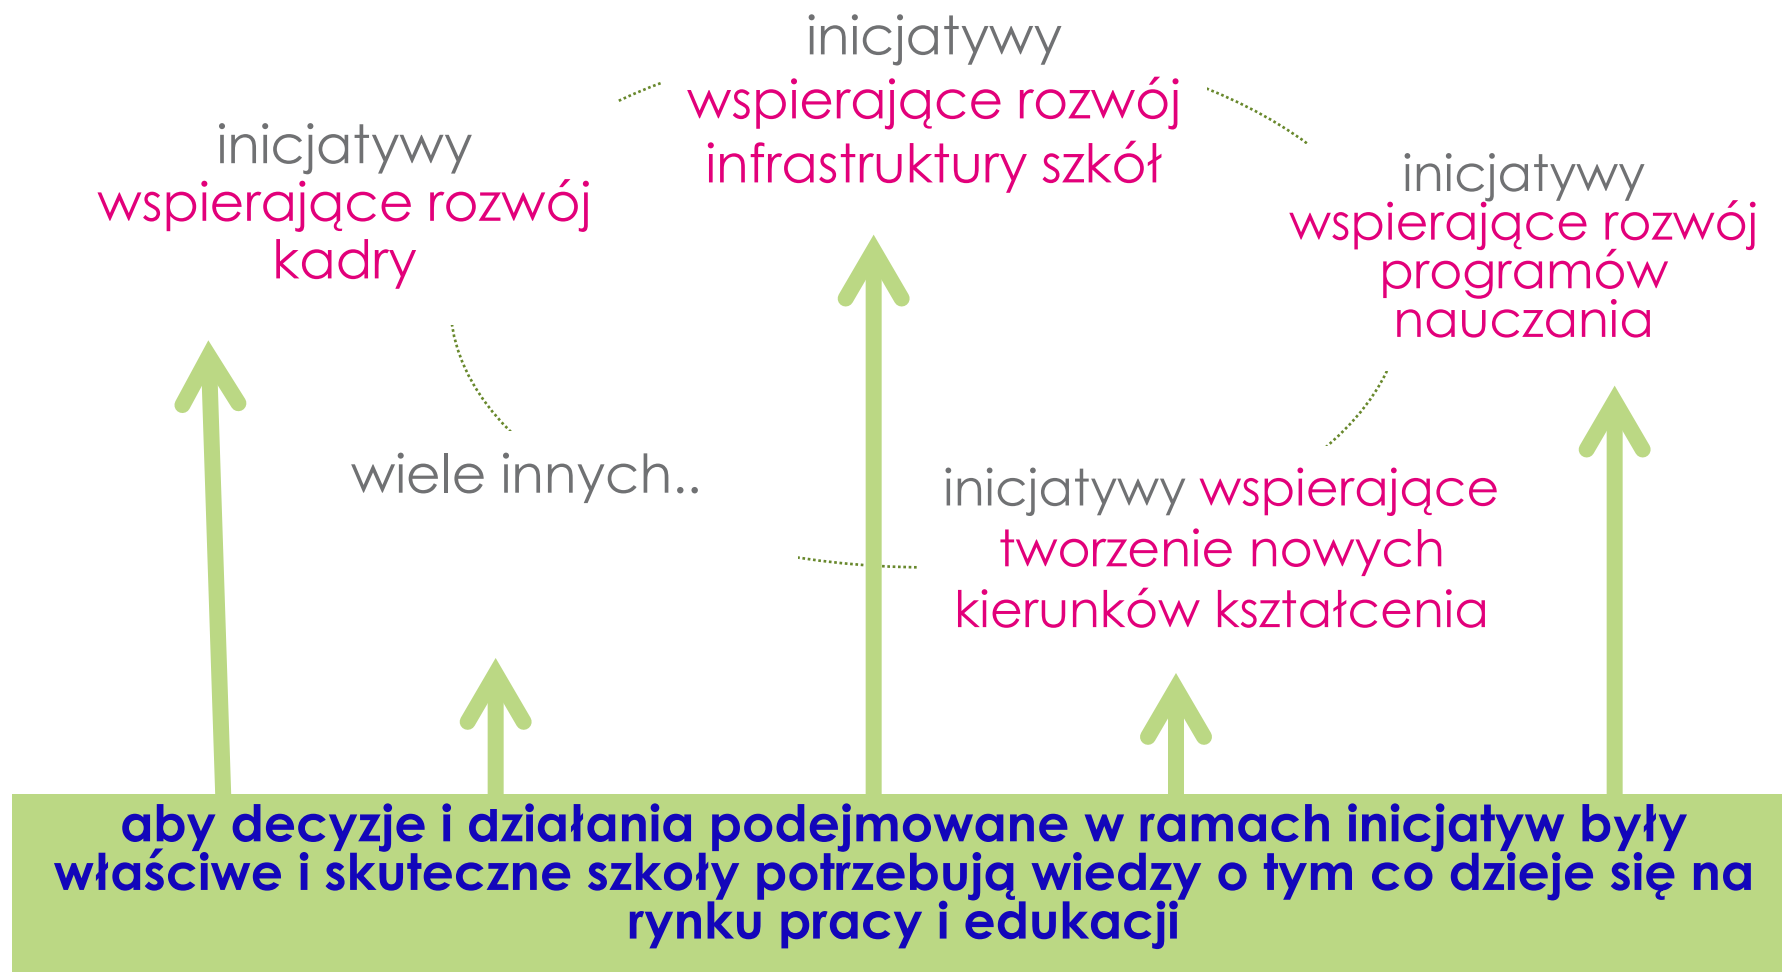 inicjatywy
wspierające rozwój
infrastruktury szkół
inicjatywy
wspierające rozwój
kadry
inicjatywy
wspierające rozwój
programów
nauczania
wiele innych..
inicjatywy wspierające
tworzenie nowych
kierunków kształcenia
aby decyzje i działania podejmowane w ramach inicjatyw były
właściwe i skuteczne szkoły potrzebują wiedzy o tym co dzieje się na
rynku pracy i edukacji